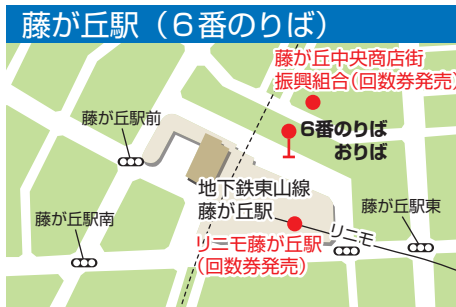 藤が丘駅（6番のりば）
藤が丘中央商店街
振興組合(回数券発売)
藤が丘駅前
6番のりば
おりば
地下鉄東山線
藤が丘駅
藤が丘駅南
藤が丘駅東
リニモ
リニモ藤が丘駅
(回数券発売)